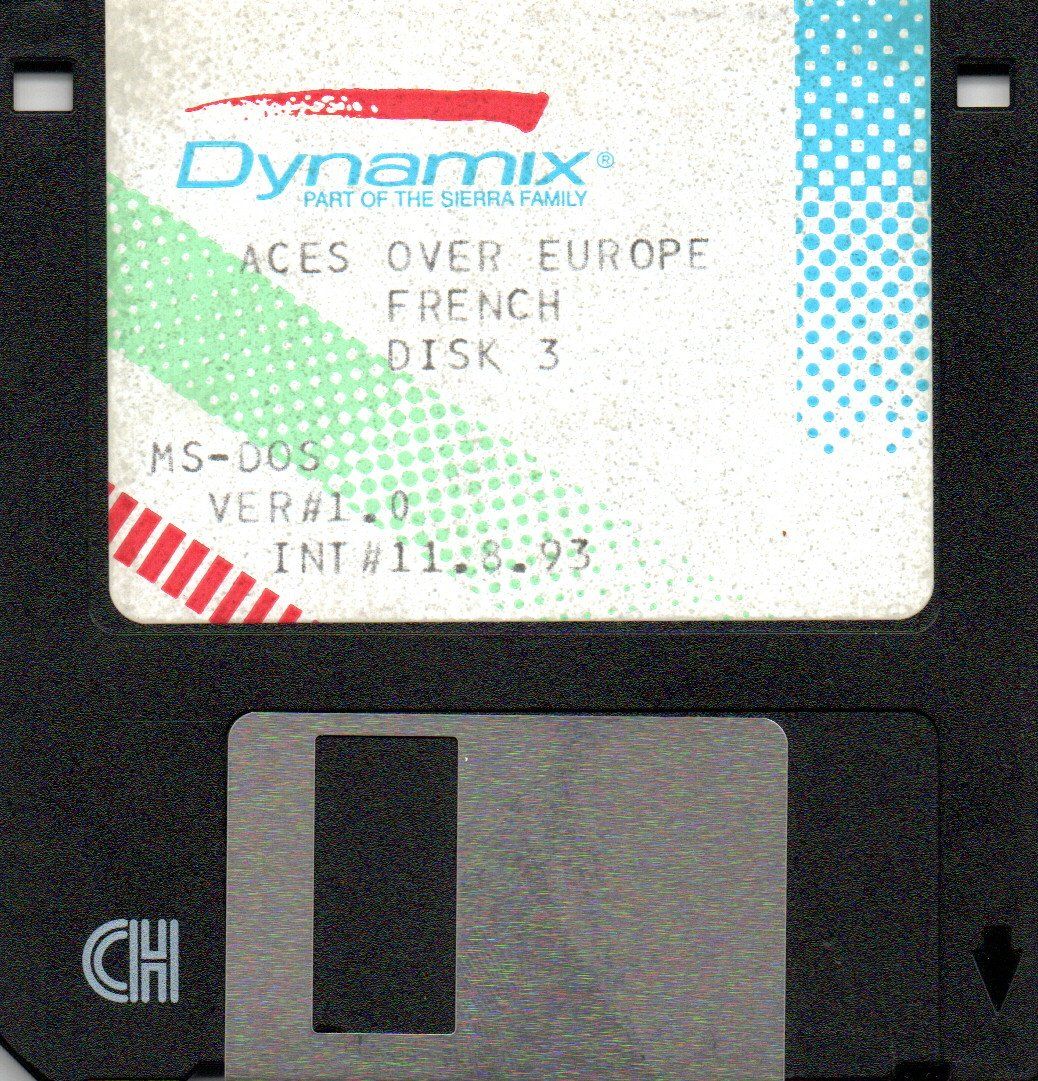 Dynamix®
PART OF THE SIERRA FAMILY
ACES OVER EUROPE
FRENCH
DISK 3
MS-DOS
VER#1.0
INT#11.8.93
CH